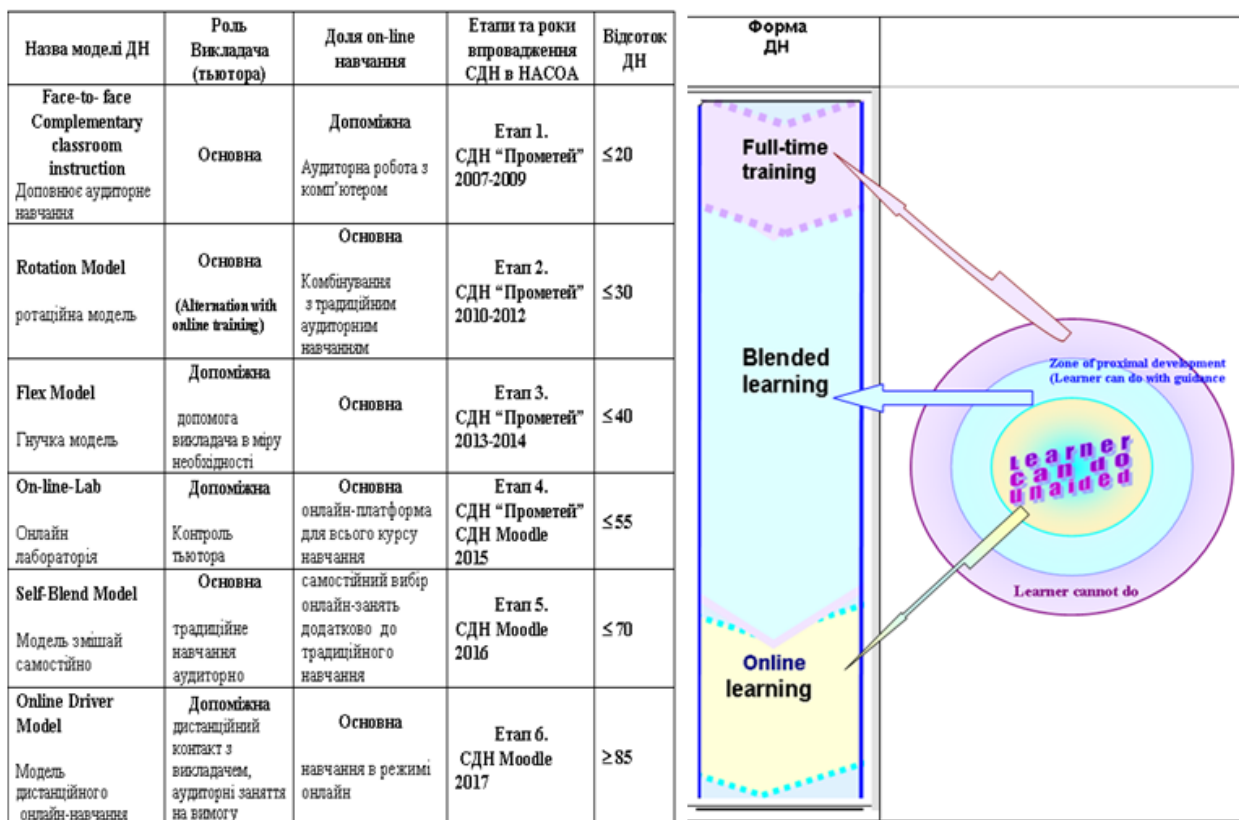 Назва моделі ДН
Роль
Викладача
(тьютора)
Доля on-line
навчання
Етапи та роки
впровадження
СДН в НАСОА
Відсоток
ДН
Face-to- face
Complementary
classroom
instruction
Доповнює аудиторне
навчання
Основна
Допоміжна
Аудиторна робота з
комп’ютером
Етап 1.
СДН “Прометей”
2007-2009
≤20
Rotation Model
ротаційна модель
Основна
(Alternation with
online training)
Основна
Комбінування
з традиційним
аудиторним
навчанням
Етап 2.
СДН “Прометей”
2010-2012
≤30
Flex Model
Гнучка модель
Допоміжна
допомога
викладача в міру
необхідності
Основна
Етап 3.
СДН “Прометей”
2013-2014
≤40
On-line-Lab
Онлайн
лабораторія
Допоміжна
Контроль
тьютора
Основна
онлайн-платформа
для всього курсу
навчання
Етап 4.
СДН “Прометей”
СДН Moodle
2015
≤55
Self-Blend Model
Модель змішай
самостійно
Основна
традиційне
навчання
аудиторно
самостійний вибір
онлайн-занять
додатково до
традиційного
навчання
Етап 5.
СДН Moodle
2016
≤70
Online Driver
Model
Модель
дистанційного
онлайн-навчання
Допоміжна
дистанційний
контакт з
викладачем,
аудиторні заняття
на вимогу
Основна
навчання в режимі
онлайн
Етап 6.
СДН Moodle
2017
≥85
Форма
ДН
Full-time
training
Blended
learning
Online
learning
Zone of proximal development
(Learner can do with guidance
Learner
can do
unaided
Learner cannot do